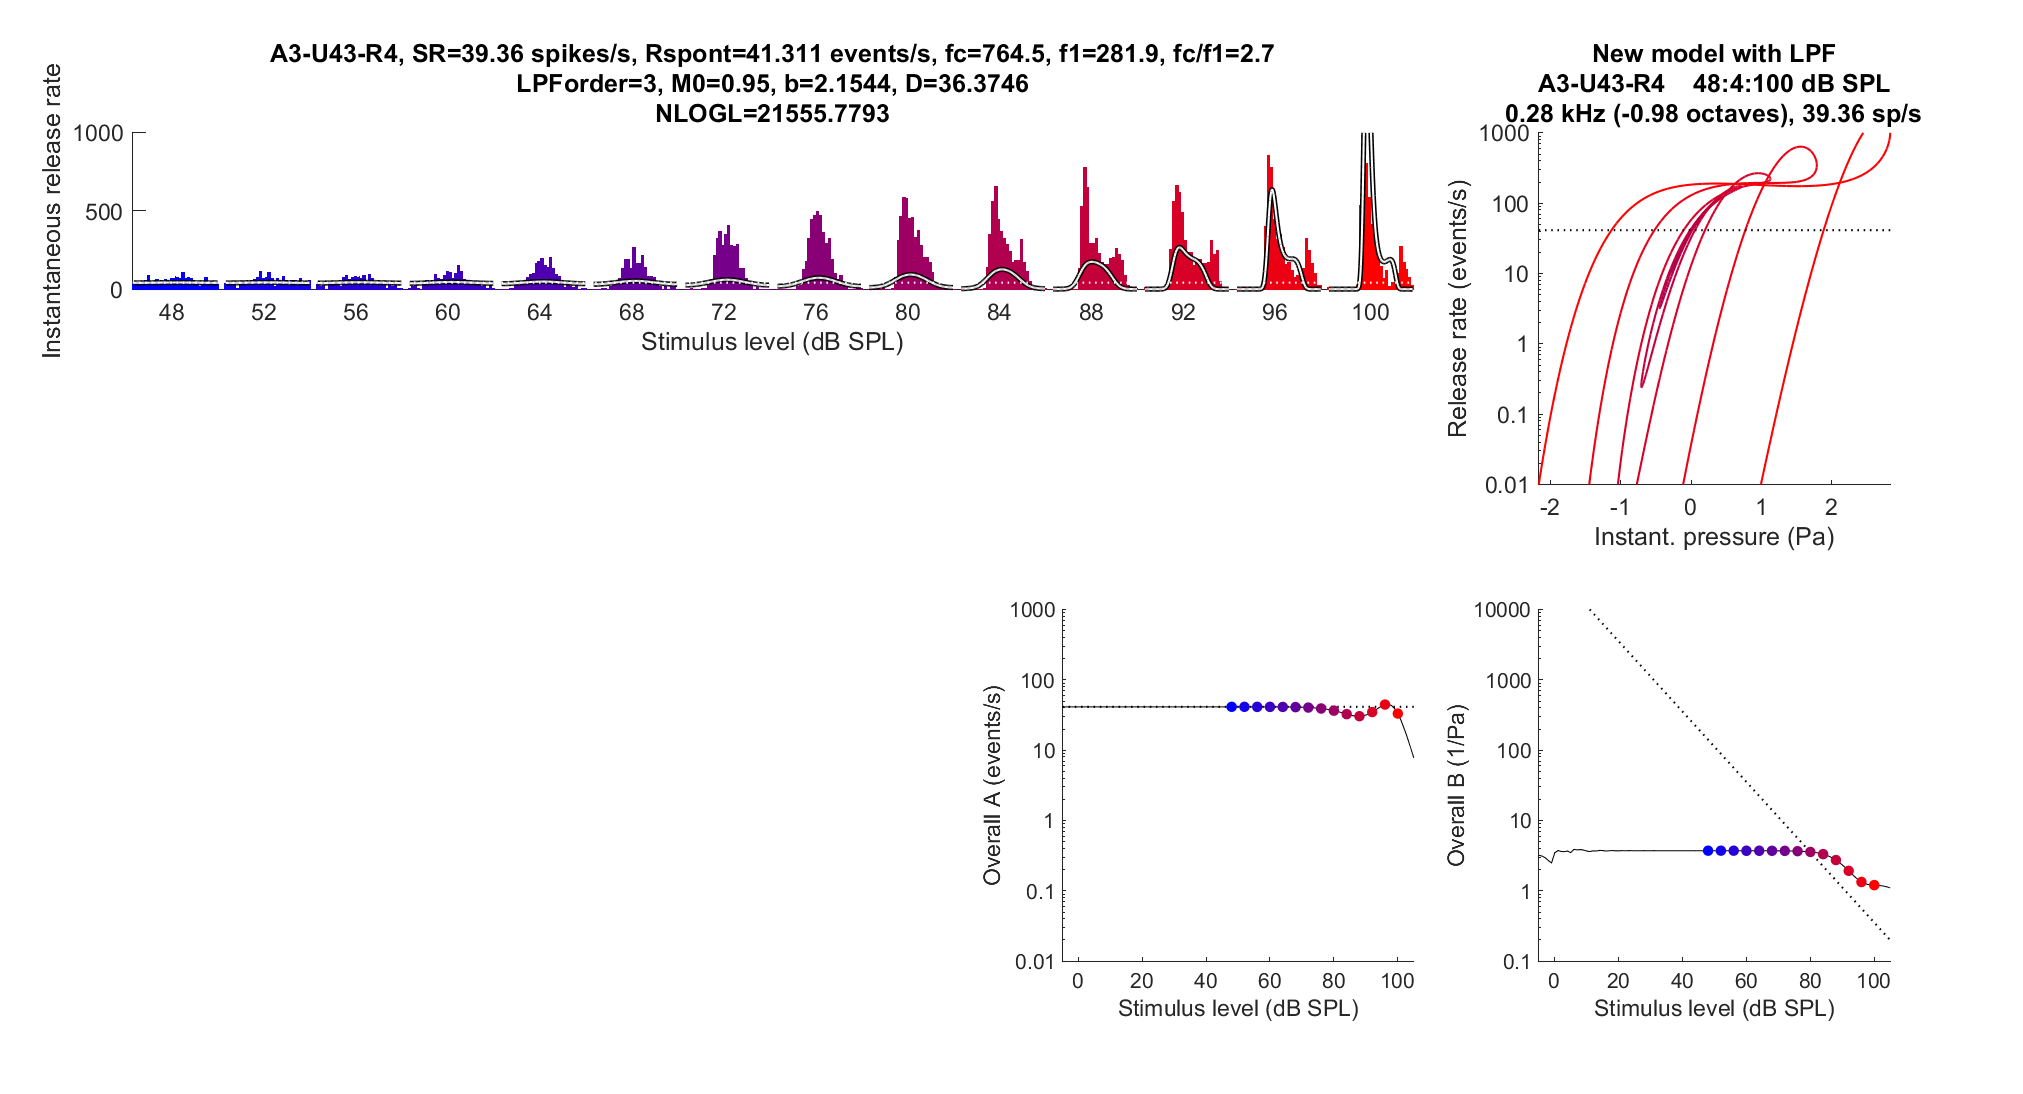 A3-U43-R4, SR=39.36 spikes/s, Rspont=41.311 events/s, fc=764.5, f1=281.9, fc/f1=2.7
LPForder=3, M0=0.95, b=2.1544, D=36.3746
NLOGL=21555.7793
Instantaneous release rate
1000
500
0
48 52 56 60 64 68 72 76 80 84 88 92 96 100
Stimulus level (dB SPL)
New model with LPF
A3-U43-R4 48:4:100 dB SPL
0.28 kHz (-0.98 octaves), 39.36 sp/s
Release rate (events/s)
1000
100
10
1
0.1
0.01
-2 -1 0 1 2
Instant. pressure (Pa)
Overall A (events/s)
1000
100
10
1
0.1
0.01
0 20 40 60 80 100
Stimulus level (dB SPL)
Overall B (1/Pa)
10000
1000
100
10
1
0.1
0 20 40 60 80 100
Stimulus level (dB SPL)